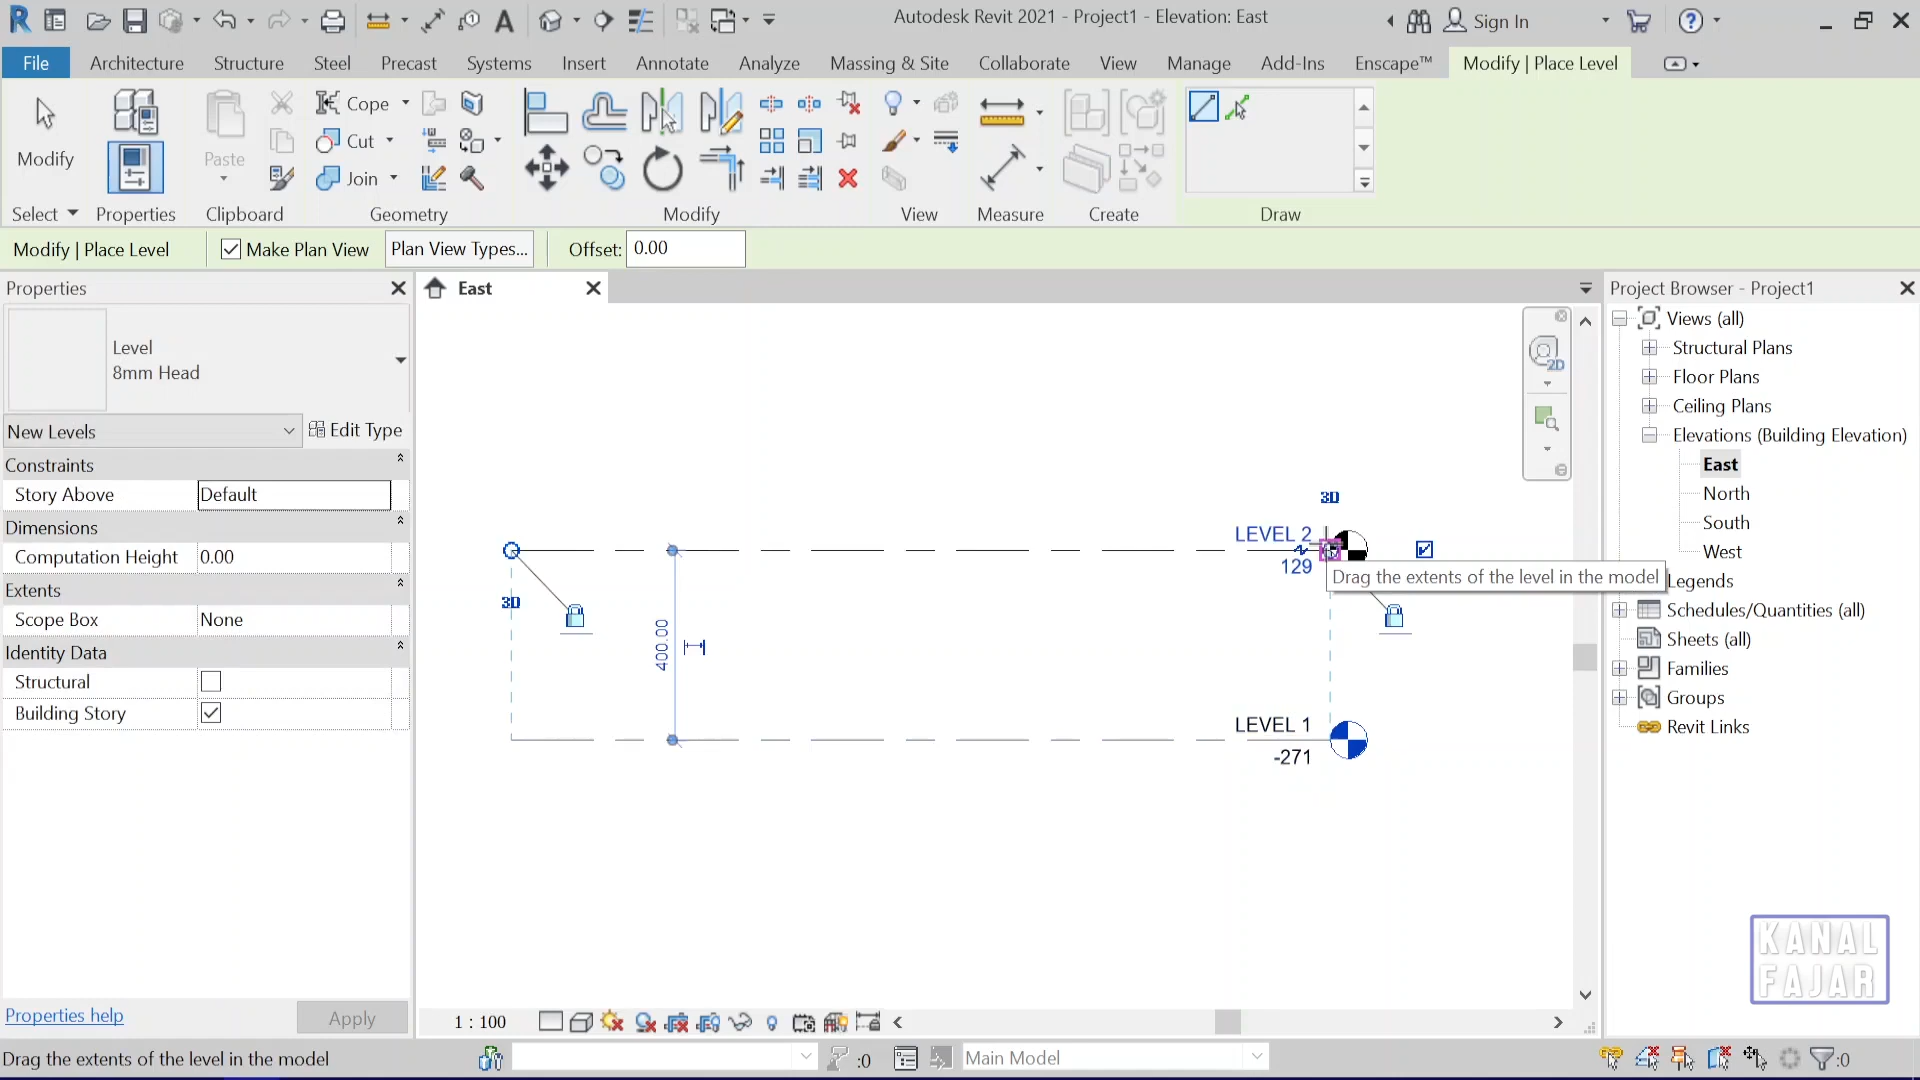 Autodesk Revit 2021 - Project1 - Elevation: East
Sign In
File
Architecture
Structure
Steel
Precast
Systems
Insert
Annotate
Analyze
Massing & Site
Collaborate
View
Manage
Add-Ins
Enscape™
Modify | Place Level
Modify
Paste
Cope
Cut
Join
Select
Properties
Clipboard
Geometry
Modify
View
Measure
Create
Draw
Modify | Place Level
Make Plan View
Plan View Types...
Offset: 0.00
Properties
East
Project Browser - Project1
Level
8mm Head
New Levels
Edit Type
Constraints
Story Above Default
Dimensions
Computation Height 0.00
Extents
Scope Box None
Identity Data
Structural
Building Story
Properties help
Apply
2D
3D
LEVEL 2
129
Drag the extents of the level in the model
3D
400.00
LEVEL 1
-271
Views (all)
Structural Plans
Floor Plans
Ceiling Plans
Elevations (Building Elevation)
East
North
South
West
Legends
Schedules/Quantities (all)
Sheets (all)
Families
Groups
Revit Links
KANAL
FAJAR
1 : 100
Drag the extents of the level in the model
:0
Main Model
:0